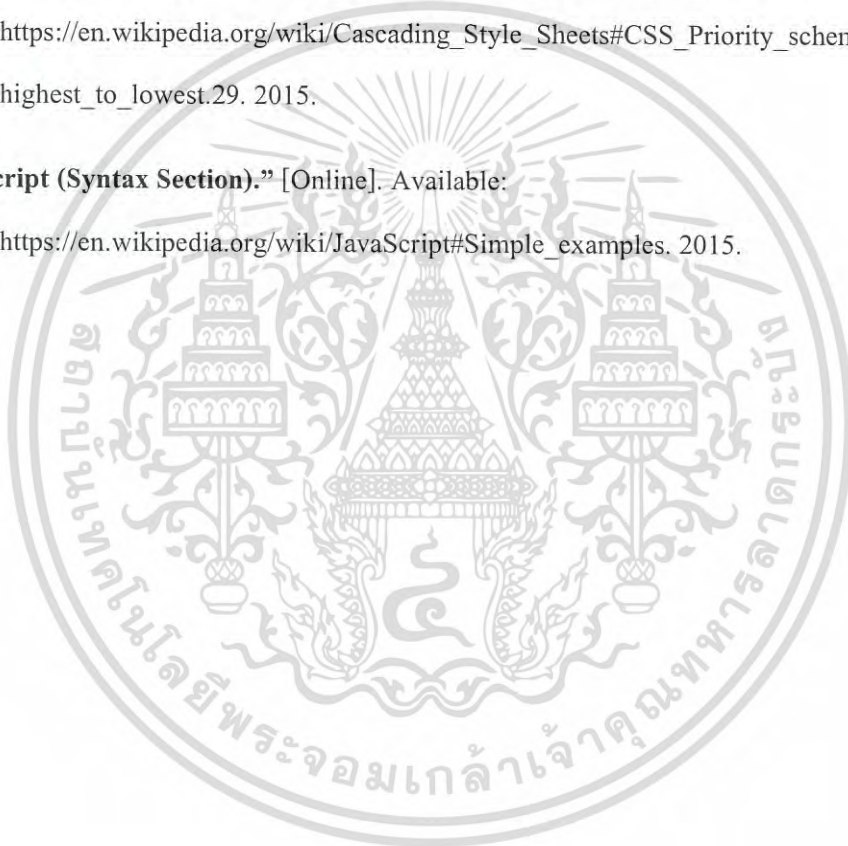 https://en.wikipedia.org/wiki/Cascading_Style_Sheets#CSS_Priority_schen
highest_to_lowest.29. 2015.
cript (Syntax Section).” [Online]. Available:
https://en.wikipedia.org/wiki/JavaScript#Simple_examples. 2015.
สถาบันเทคโนโลยีพระจอมเกล้าเจ้าคุณทหารลาดกระบัง